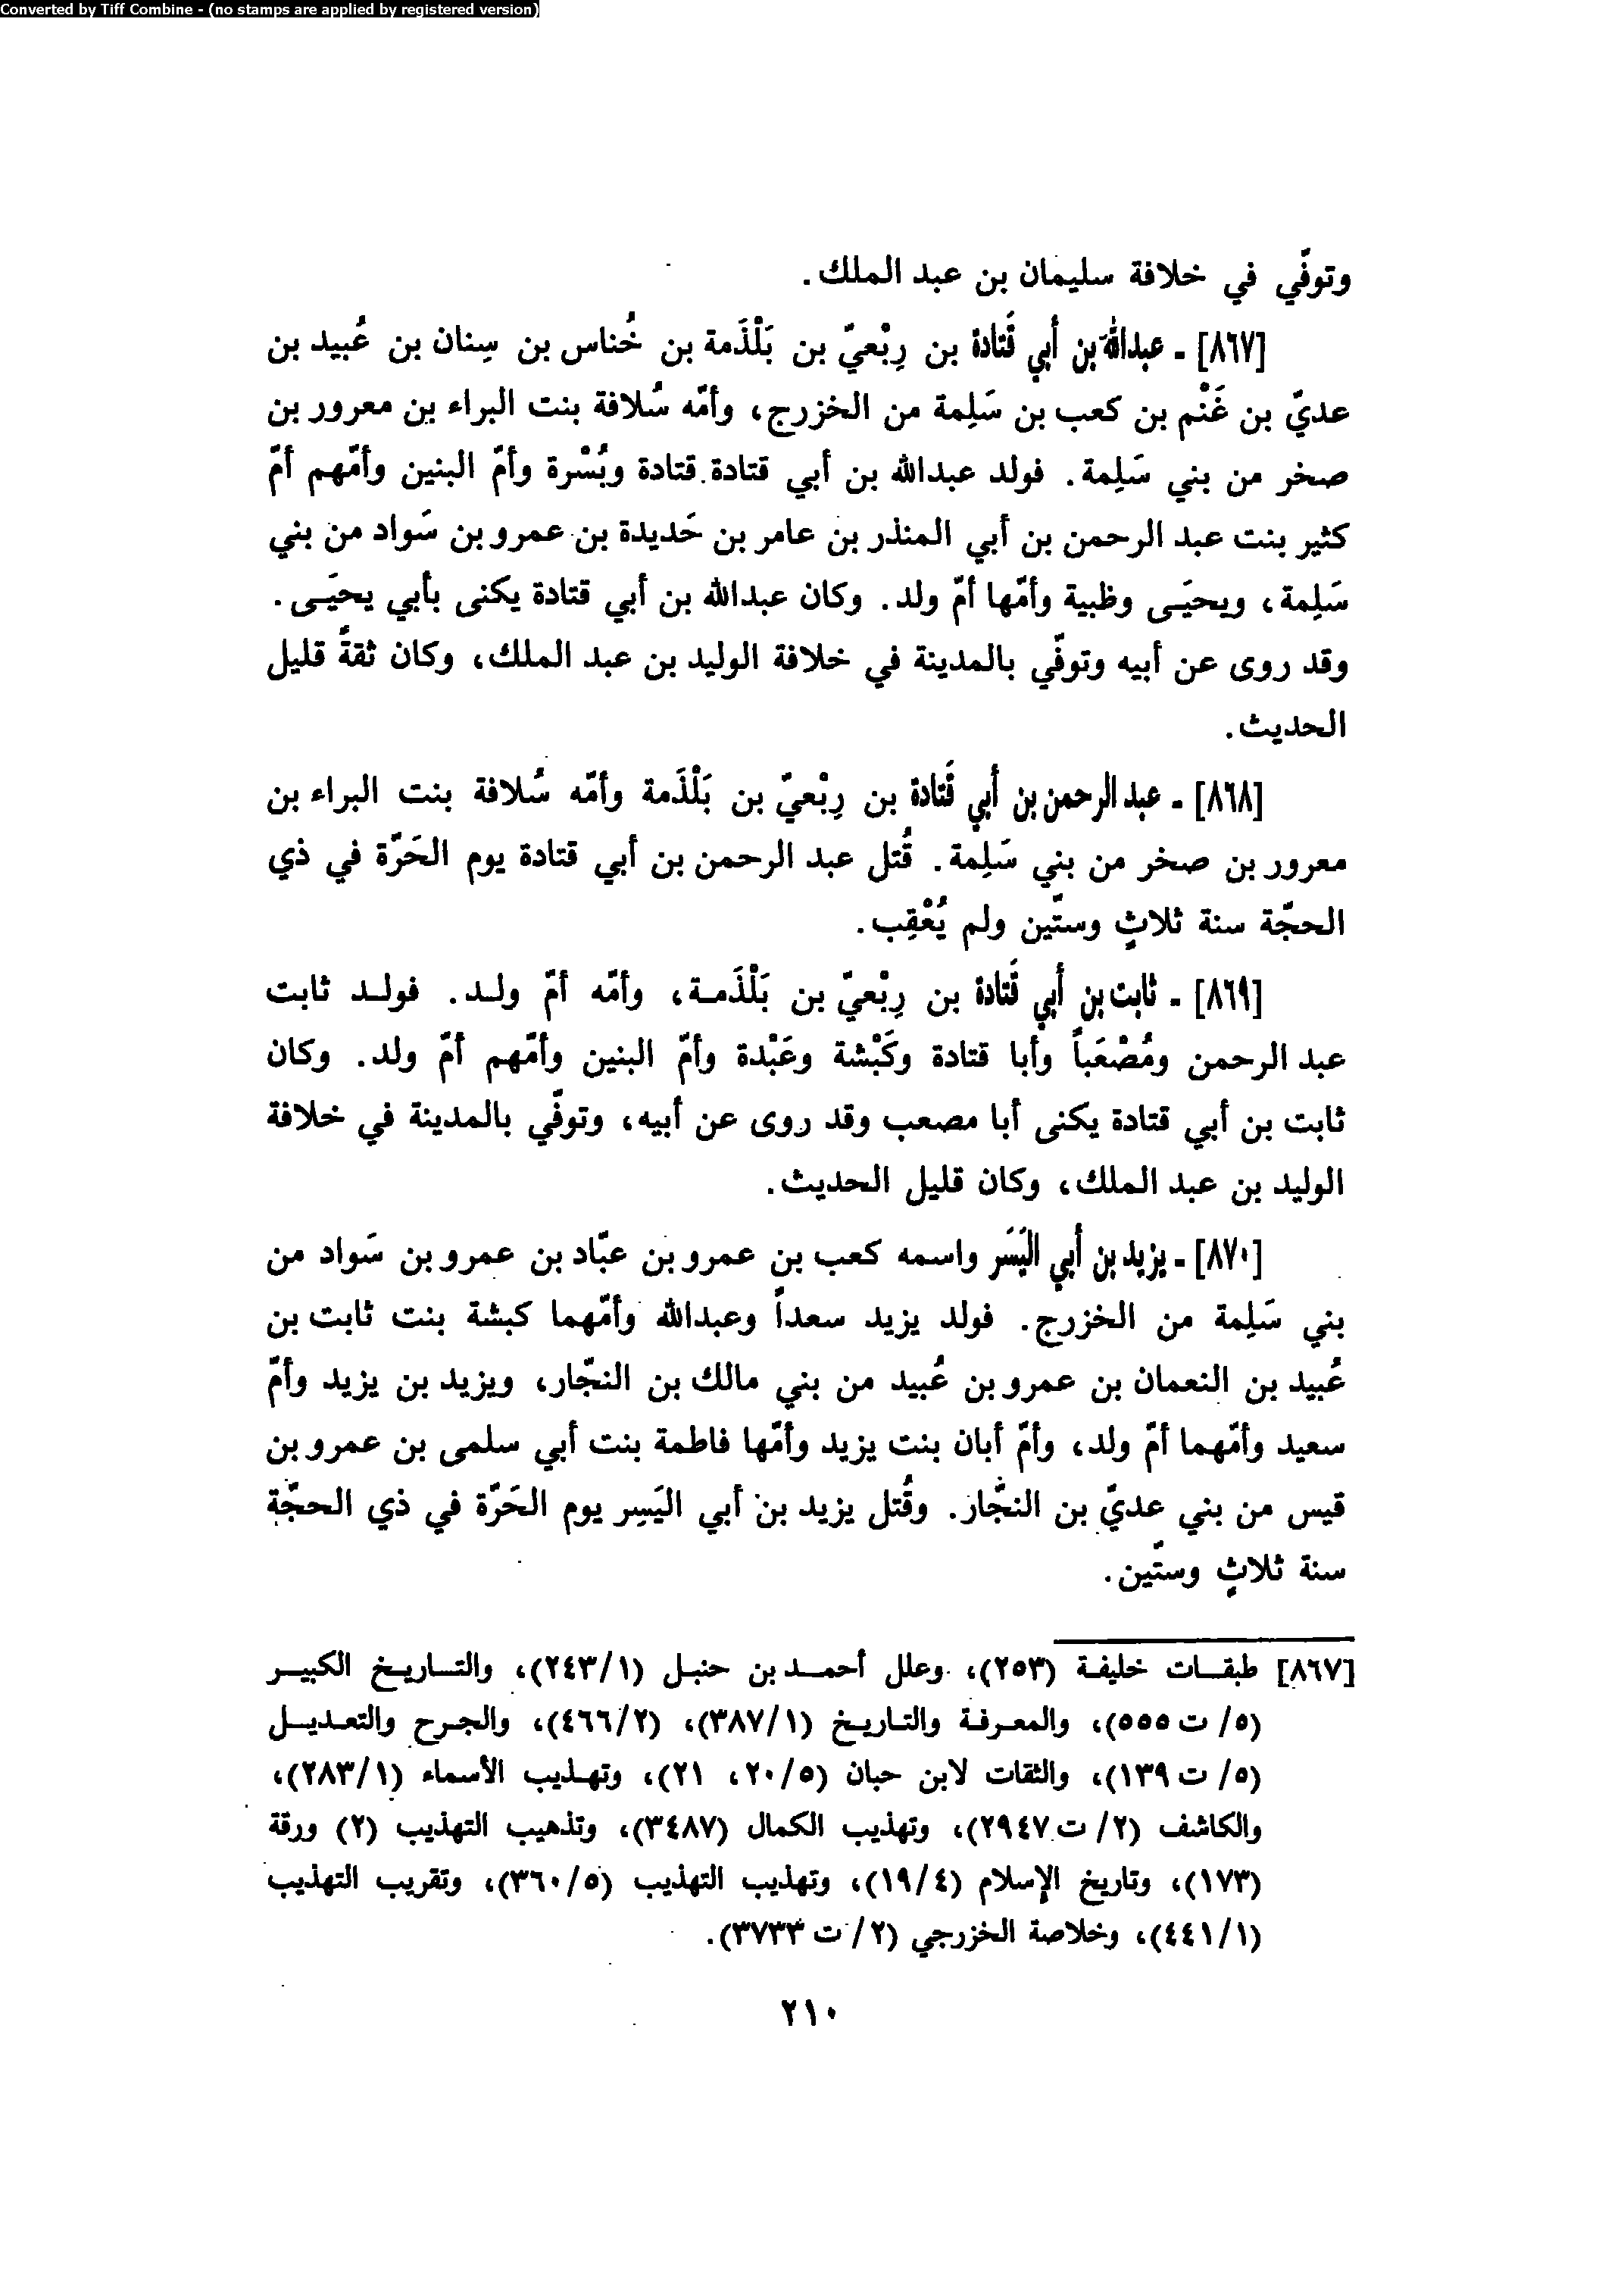 Converted by Tiff Combine - (no stamps are applied by registered version)
وتوفّي في خلافة سليمان بن عبد الملك.
[٨٦٧] ـ عبدالله بن أبي قَتادة بن رِبْعيّ بن بَلْذَمة بن خُناس بن سِنان بن عُبيد بن
عديّ بن غَنْم بن كعب بن سَلِمة من الخزرج، وأمّه سُلافة بنت البراء بن معرور بن
صخر من بني سَلِمة. فولد عبدالله بن أبي قتادة قتادة وبُسْرة وأمّ البنين وأمّهم أمّ
كثير بنت عبد الرحمن بن أبي المنذر بن عامر بن حَديدة بن عمرو بن سَواد من بني
سَلِمة، ويحيَـى وظبية وأمّها أمّ ولد. وكان عبدالله بن أبي قتادة يكنى بأبي يحيَـى.
وقد روى عن أبيه وتوفّي بالمدينة في خلافة الوليد بن عبد الملك، وكان ثقةً قليل
الحديث.
[٨٦٨] ـ عبد الرحمن بن أبي قَتادة بن رِبْعيّ بن بَلْذَمة وأمّه سُلافة بنت البراء بن
معرور بن صخر من بني سَلِمة. قُتل عبد الرحمن بن أبي قتادة يوم الحَرّة في ذي
الحجّة سنة ثلاثٍ وستّين ولم يُعْقِب.
[٨٦٩] ـ ثابت بن أبي قَتادة بن رِبْعيّ بن بَلْذَمـة، وأمّه أمّ ولـد. فولـد ثابت
عبد الرحمن ومُصْعَباً وأبا قتادة وكَبْشة وعَبْدة وأمّ البنين وأمّهم أمّ ولد. وكان
ثابت بن أبي قتادة يكنى أبا مصعب وقد روى عن أبيه، وتوفّي بالمدينة في خلافة
الوليد بن عبد الملك، وكان قليل الحديث.
[٨٧٠] ـ يزيد بن أبي اليَسَر واسمه كعب بن عمرو بن عبّاد بن عمرو بن سَواد من
بني سَلِمة من الخزرج. فولد يزيد سعداً وعبدالله وأمّهما كبشة بنت ثابت بن
عُبيد بن النعمان بن عمرو بن عُبيد من بني مالك بن النجّار، ويزيد بن يزيد وأمّ
سعيد وأمّهما أمّ ولد، وأمّ أبان بنت يزيد وأمّها فاطمة بنت أبي سلمى بن عمرو بن
قيس من بني عديّ بن النجّار. وقُتل يزيد بن أبي اليَسِر يوم الحَرّة في ذي الحجّة
سنة ثلاثٍ وستّين.
[٨٦٧] طبقـات خليفـة (٢٥٣)، وعلل أحمـد بن حنبـل (٢٤٣/١)، والتـاريـخ الكبيـر
(٥/ ت ٥٥٥)، والمعـرفـة والتـاريـخ (٣٨٧/١)، (٤٦٦/٢)، والجـرح والتعـديـل
(٥/ ت ١٣٩)، والثقات لابن حبان (٢٠/٥، ٢١)، وتهـذيب الأسماء (٢٨٣/١)،
والكاشف (٢/ ت ٢٩٤٧)، وتهذيب الكمال (٣٤٨٧)، وتذهيب التهذيب (٢) ورقة
(١٧٣)، وتاريخ الإسلام (١٩/٤)، وتهذيب التهذيب (٣٦٠/٥)، وتقريب التهذيب
(٤٤١/١)، وخلاصة الخزرجي (٢/ ت ٣٧٣٣).
٢١٠